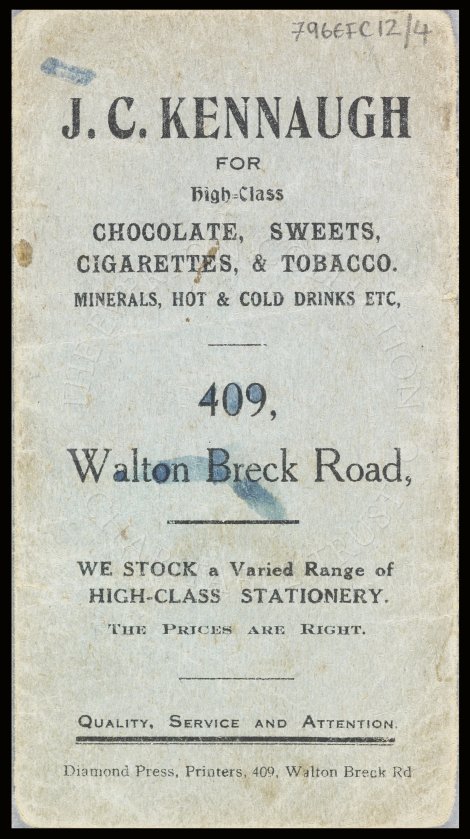 796EFC12/4
J. C. KENNAUGH
FOR
High=Class
CHOCOLATE, SWEETS,
CIGARETTES, & TOBACCO.
MINERALS, HOT & COLD DRINKS ETC,
409,
Walton Breck Road,
WE STOCK a Varied Range of
HIGH-CLASS STATIONERY.
THE PRICES ARE RIGHT.
QUALITY, SERVICE AND ATTENTION.
Diamond Press, Printers, 409, Walton Breck Rd